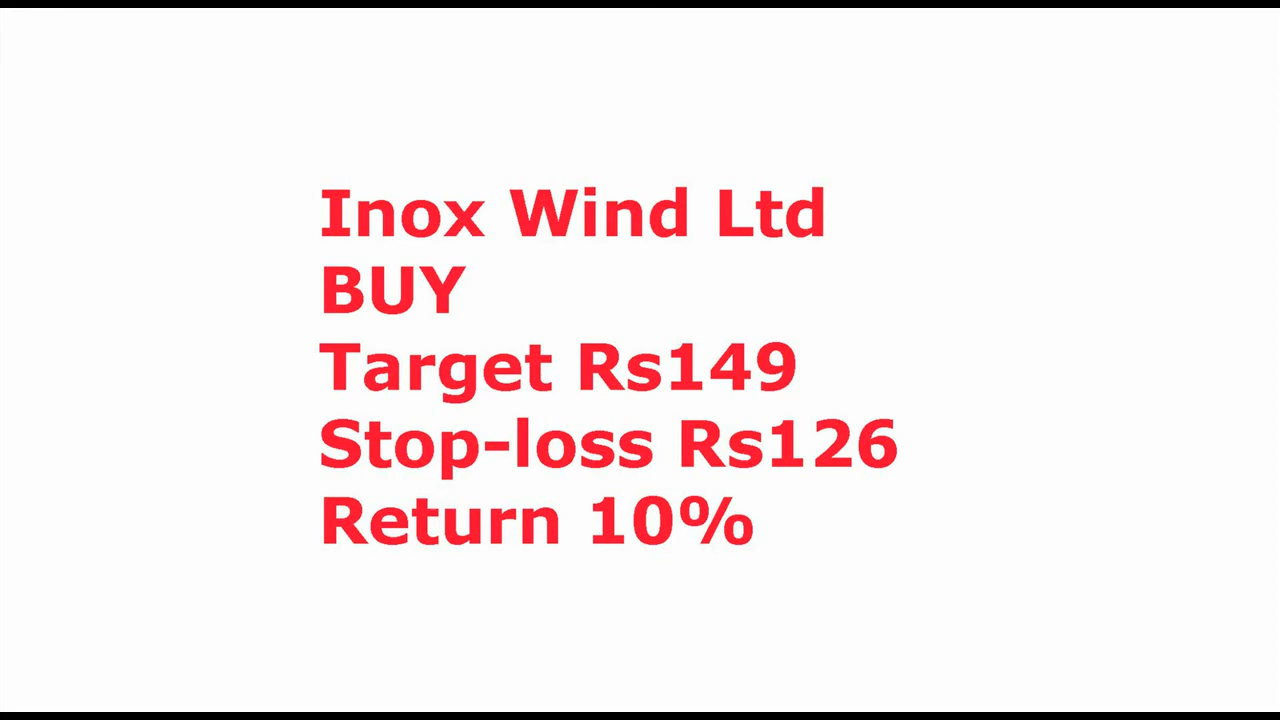 Inox Wind Ltd
BUY
Target Rs149
Stop-loss Rs126
Return 10%